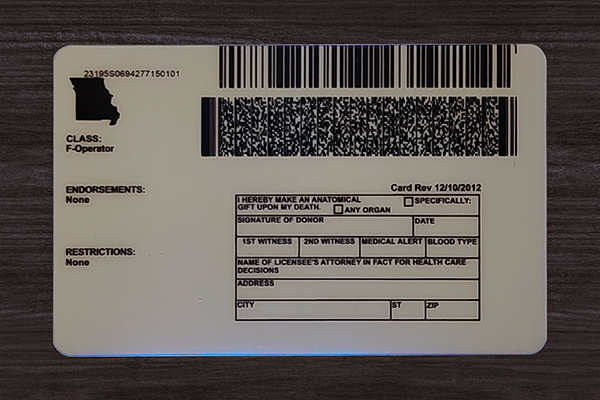 23195S0694277150101
CLASS:
F-Operator
ENDORSEMENTS:
None
RESTRICTIONS:
None
Card Rev 12/10/2012
I HEREBY MAKE AN ANATOMICAL
GIFT UPON MY DEATH. ANY ORGAN
SPECIFICALLY:
SIGNATURE OF DONOR DATE
1ST WITNESS 2ND WITNESS MEDICAL ALERT BLOOD TYPE
NAME OF LICENSEE'S ATTORNEY IN FACT FOR HEALTH CARE
DECISIONS
ADDRESS
CITY ST ZIP